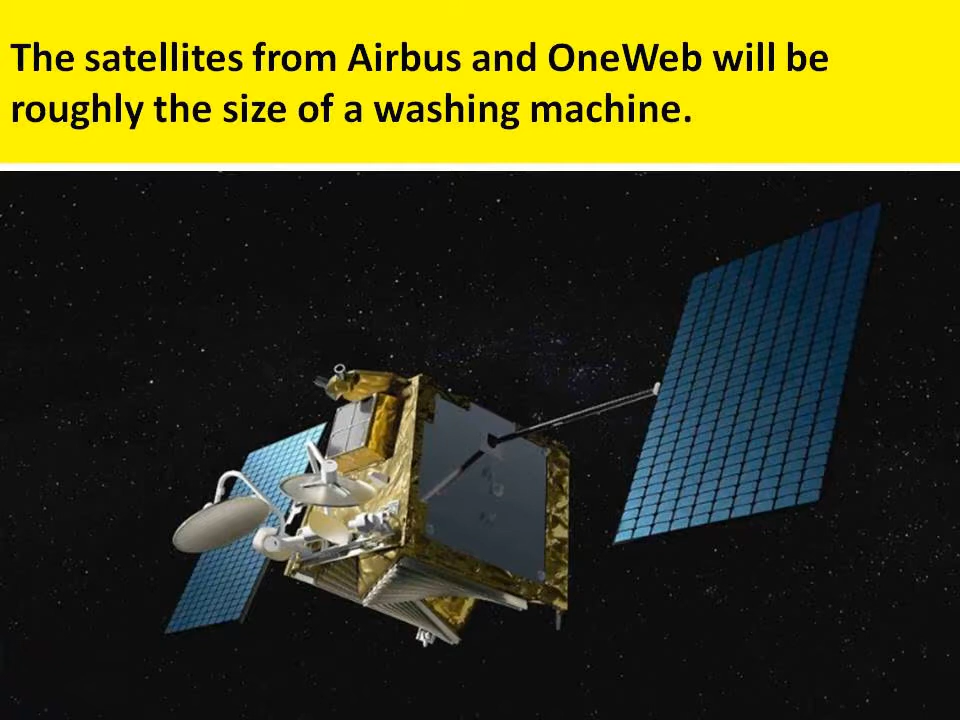 The satellites from Airbus and OneWeb will be
roughly the size of a washing machine.